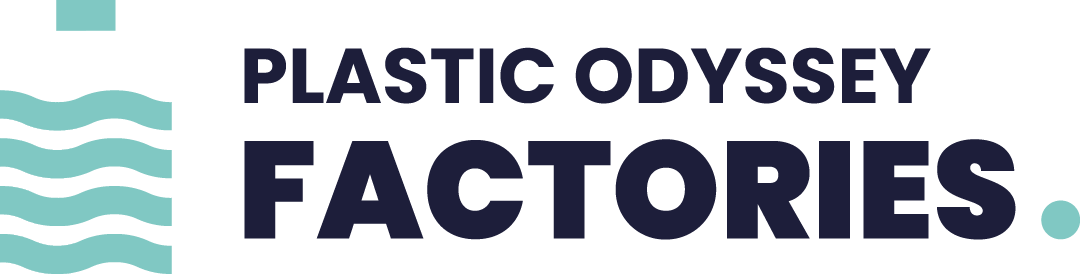 PLASTIC ODYSSEY
FACTORIES.